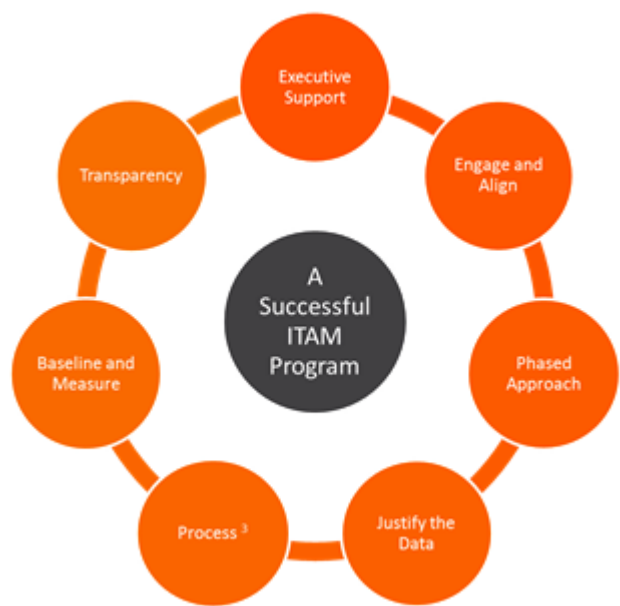 Executive
Support
Engage and
Align
Phased
Approach
Justify the
Data
Process ³
Baseline and
Measure
Transparency
A
Successful
ITAM
Program